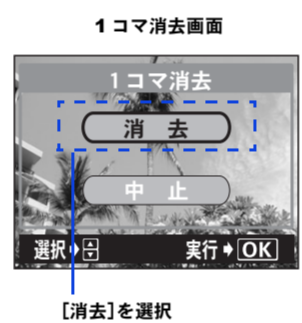 1コマ消去画面
1コマ消去
消 去
中 止
選択 実行 OK
[消去]を選択